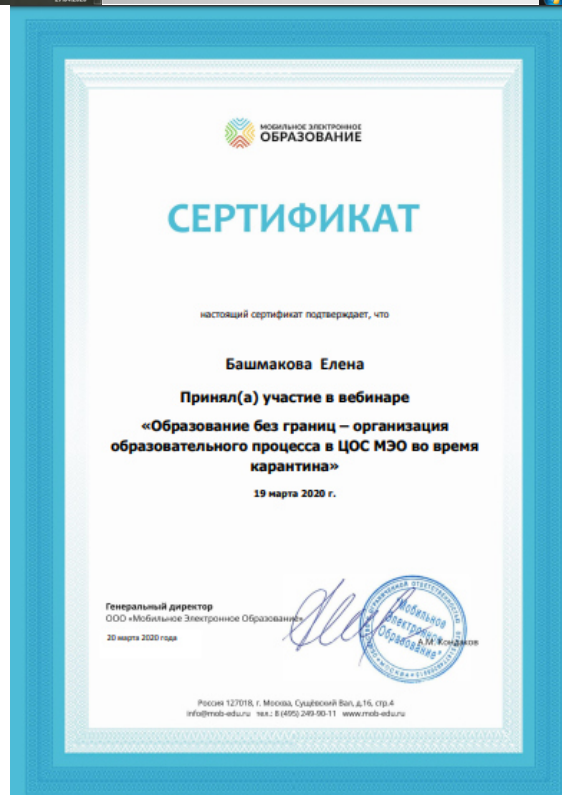 МОБИЛЬНОЕ ЭЛЕКТРОННОЕ
ОБРАЗОВАНИЕ
СЕРТИФИКАТ
настоящий сертификат подтверждает, что
Башмакова Елена
Принял(а) участие в вебинаре
«Образование без границ – организация
образовательного процесса в ЦОС МЭО во время
карантина»
19 марта 2020 г.
Генеральный директор
ООО «Мобильное Электронное Образование»
20 марта 2020 года
Мобильное
Электронное
Образование"
А.М. Кондаков
Россия 127018, г. Москва, Сущёвский Вал, д.16, стр.4
info@mob-edu.ru тел.: 8 (495) 249-90-11 www.mob-edu.ru